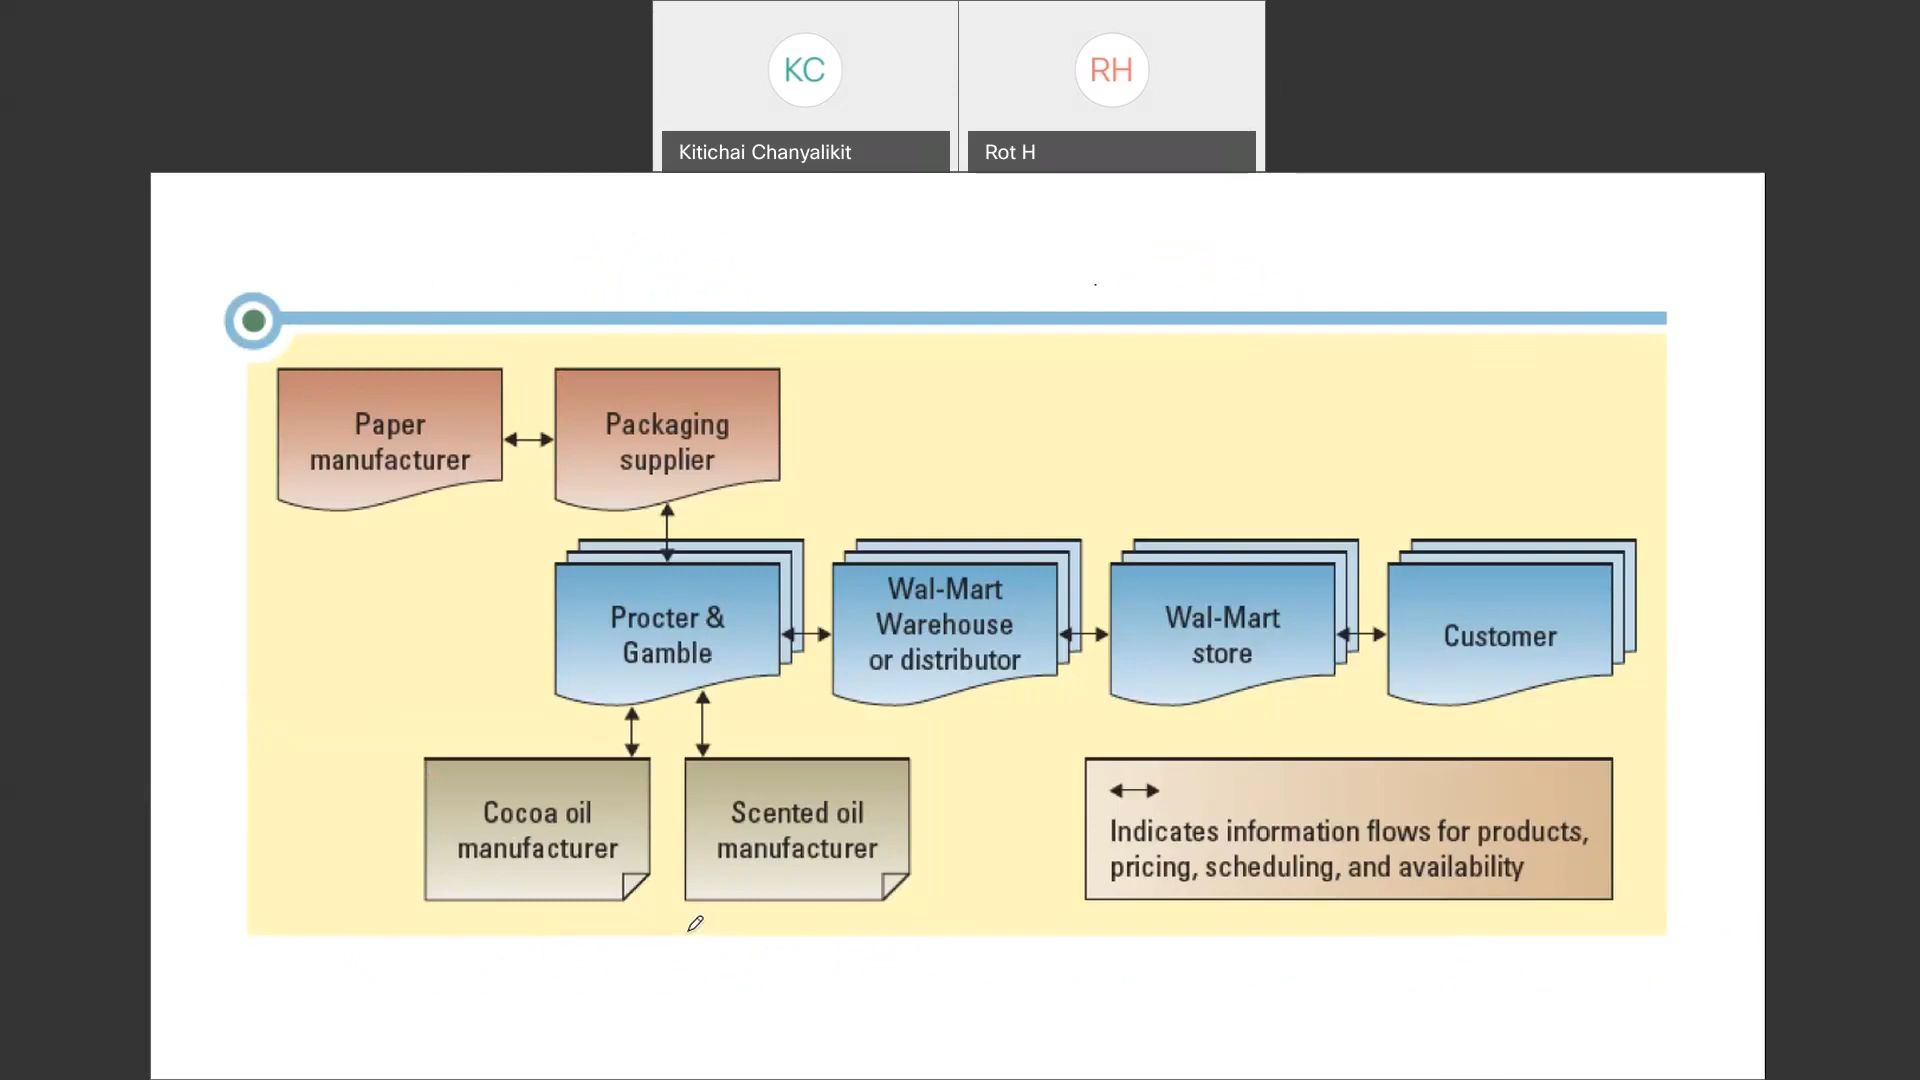 KC
RH
Kitichai Chanyalikit
Rot H
Paper
manufacturer
Packaging
supplier
Procter &
Gamble
Wal-Mart
Warehouse
or distributor
Wal-Mart
store
Customer
Cocoa oil
manufacturer
Scented oil
manufacturer
Indicates information flows for products,
pricing, scheduling, and availability